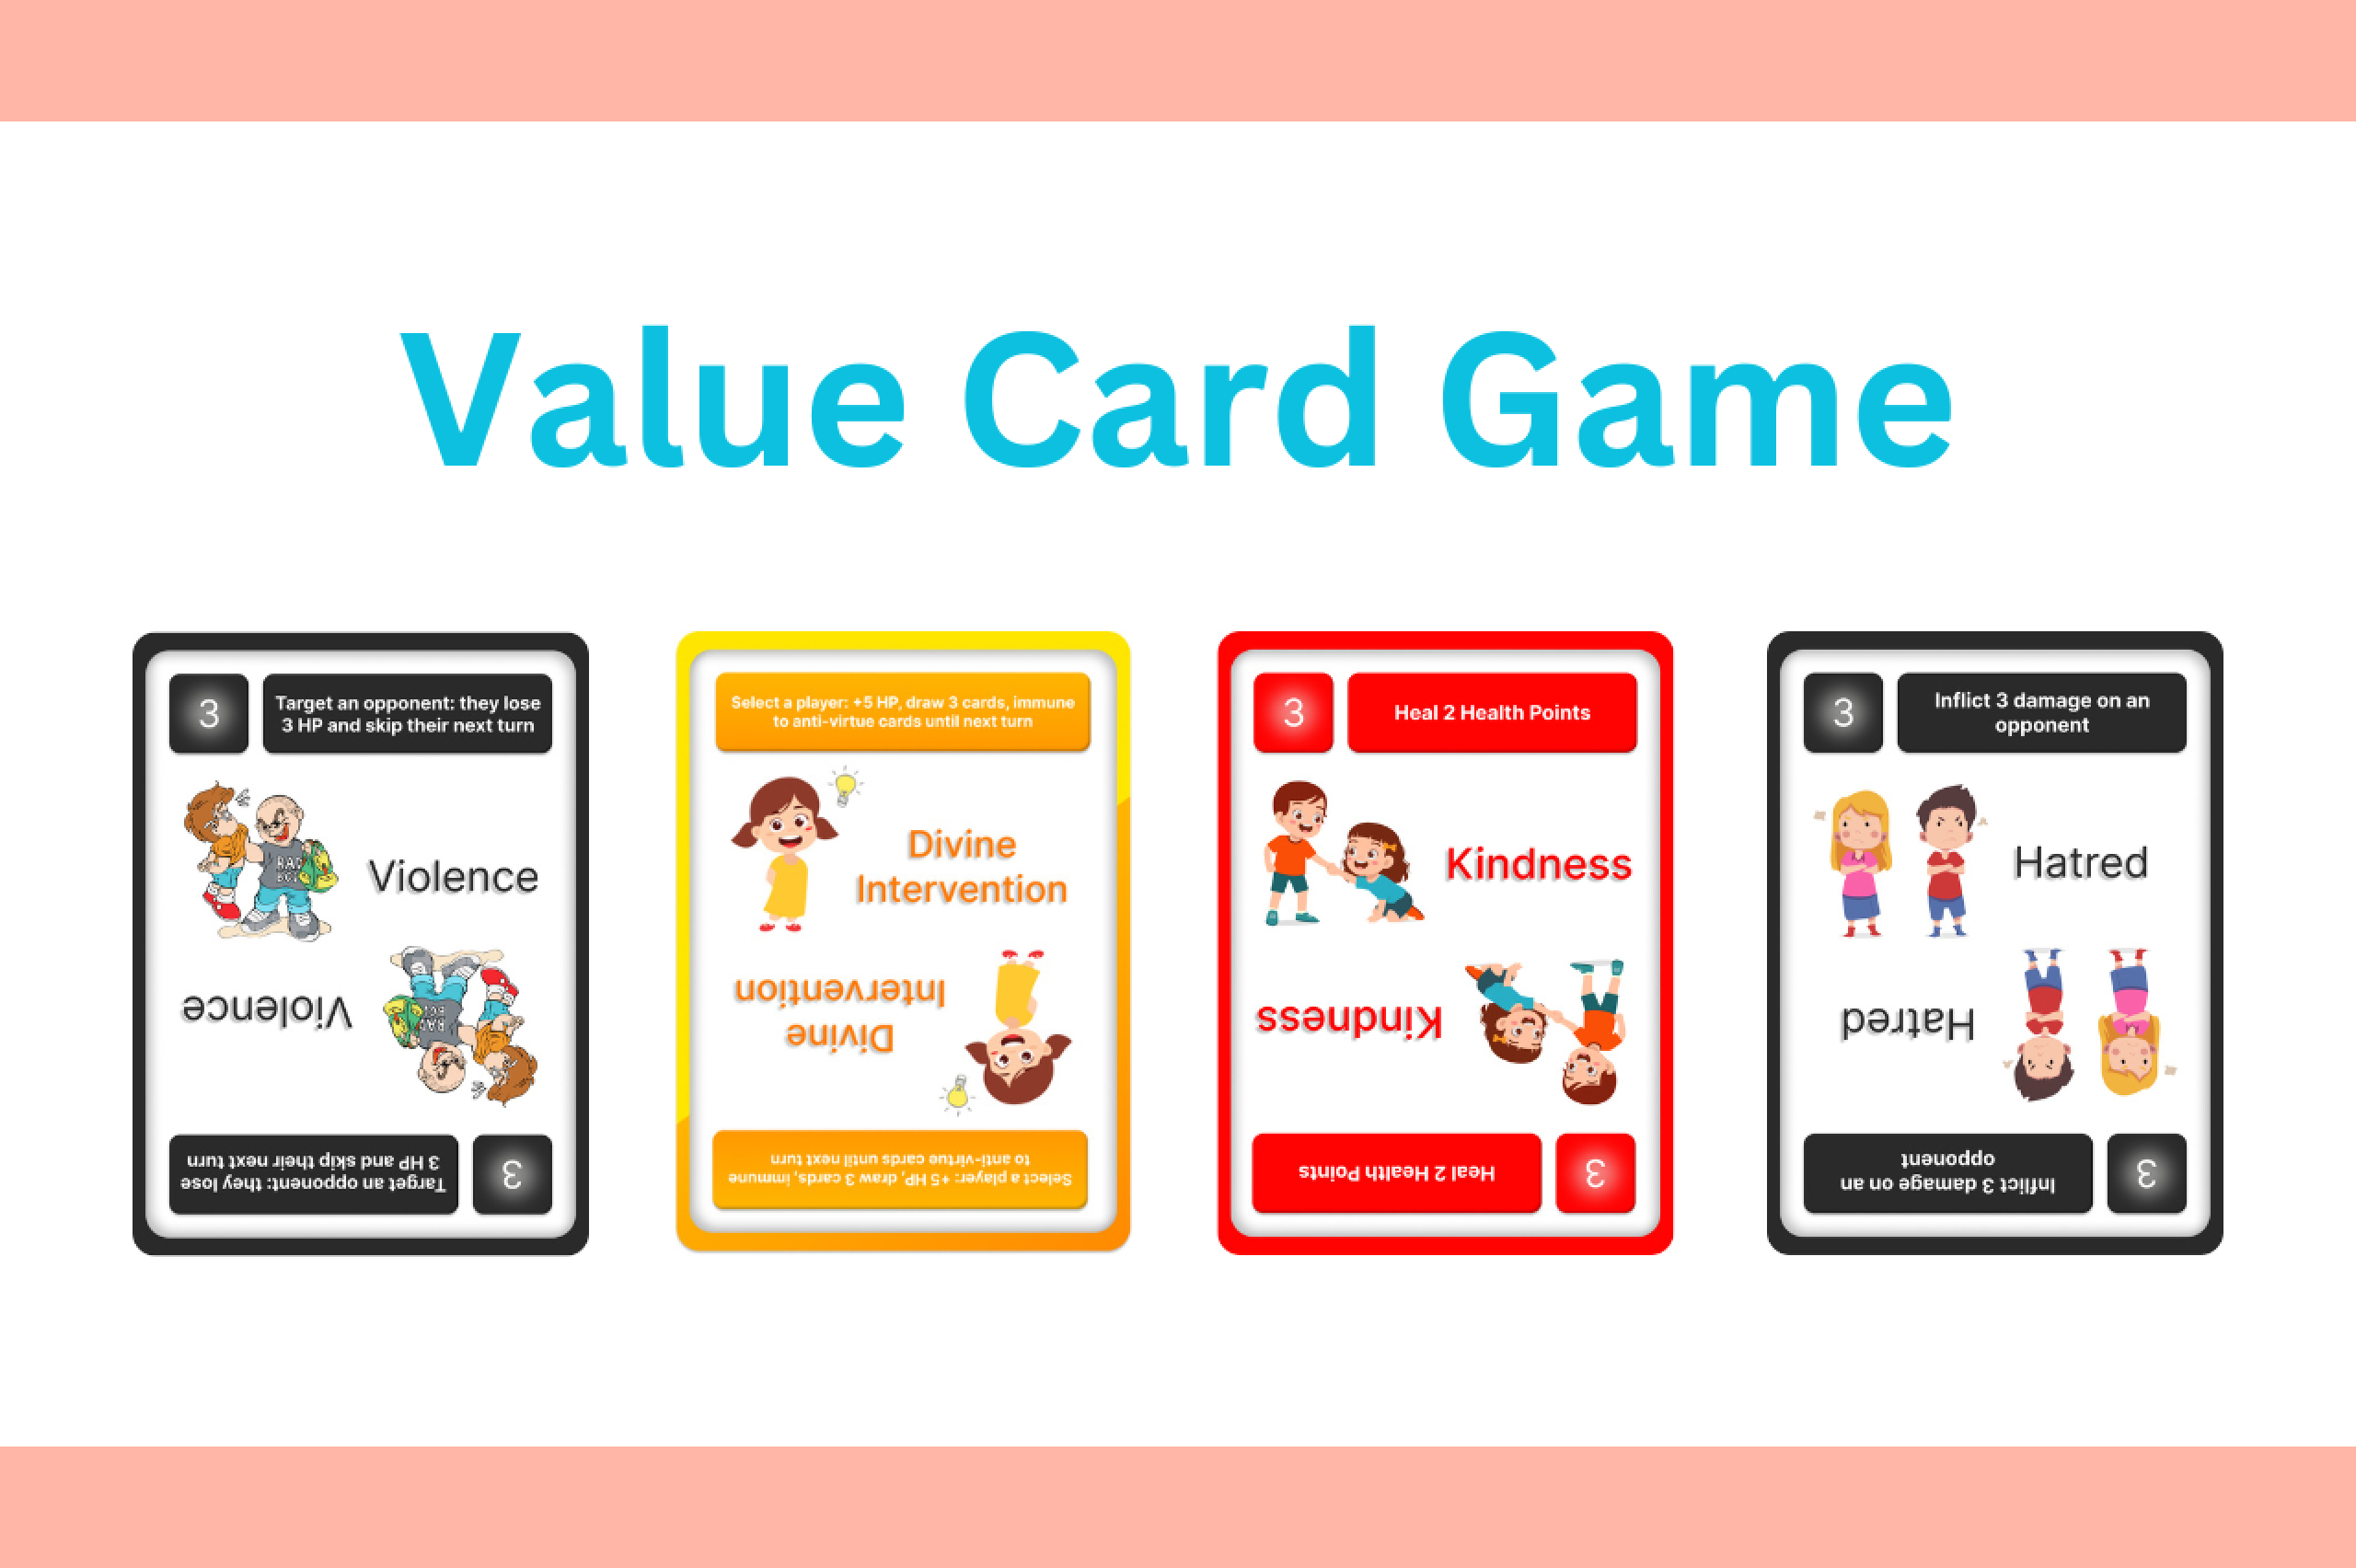 Value Card Game
3
Target an opponent: they lose
3 HP and skip their next turn
BAD
BOY
Violence
Violence
BAD
BOY
3
Target an opponent: they lose
3 HP and skip their next turn
Select a player: +5 HP, draw 3 cards, immune
to anti-virtue cards until next turn
Divine
Intervention
Divine
Intervention
Select a player: +5 HP, draw 3 cards, immune
to anti-virtue cards until next turn
3
Heal 2 Health Points
Kindness
Kindness
3
Heal 2 Health Points
3
Inflict 3 damage on an
opponent
Hatred
Hatred
3
Inflict 3 damage on an
opponent